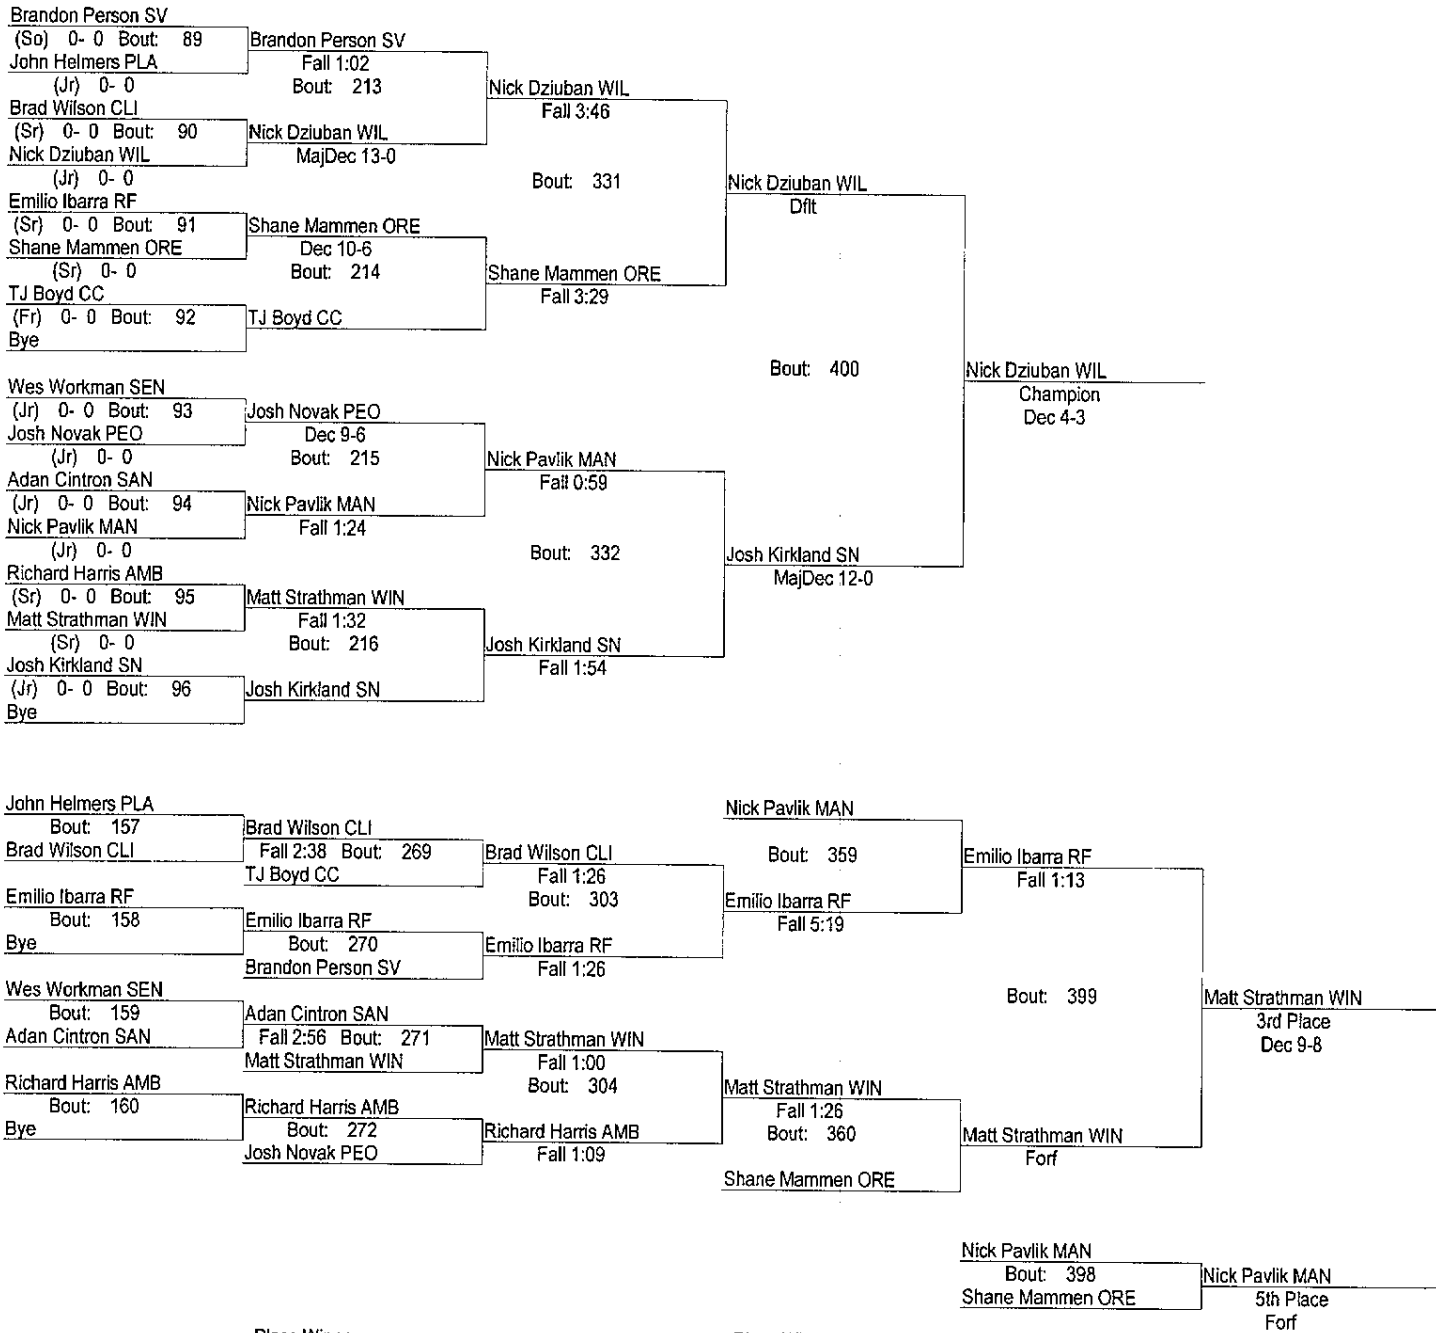 Brandon Person SV
(So) 0- 0 Bout: 89
Brandon Person SV
John Helmers PLA
Fall 1:02
(Jr) 0- 0
Bout: 213
Nick Dziuban WIL
Brad Wilson CLI
Fall 3:46
(Sr) 0- 0 Bout: 90
Nick Dziuban WIL
Nick Dziuban WIL
MajDec 13-0
(Jr) 0- 0
Bout: 331
Nick Dziuban WIL
Emilio Ibarra RF
Dflt
(Sr) 0- 0 Bout: 91
Shane Mammen ORE
Shane Mammen ORE
Dec 10-6
(Sr) 0- 0
Bout: 214
Shane Mammen ORE
TJ Boyd CC
Fall 3:29
(Fr) 0- 0 Bout: 92
TJ Boyd CC
Bye
Bout: 400
Nick Dziuban WIL
Wes Workman SEN
Champion
(Jr) 0- 0 Bout: 93
Josh Novak PEO
Dec 4-3
Josh Novak PEO
Dec 9-6
(Jr) 0- 0
Bout: 215
Nick Pavlik MAN
Adan Cintron SAN
Fall 0:59
(Jr) 0- 0 Bout: 94
Nick Pavlik MAN
Nick Pavlik MAN
Fall 1:24
(Jr) 0- 0
Bout: 332
Josh Kirkland SN
Richard Harris AMB
MajDec 12-0
(Sr) 0- 0 Bout: 95
Matt Strathman WIN
Matt Strathman WIN
Fall 1:32
(Sr) 0- 0
Bout: 216
Josh Kirkland SN
Josh Kirkland SN
Fall 1:54
(Jr) 0- 0 Bout: 96
Josh Kirkland SN
Bye
John Helmers PLA
Nick Pavlik MAN
Bout: 157
Brad Wilson CLI
Brad Wilson CLI
Fall 2:38 Bout: 269
Brad Wilson CLI
Bout: 359
Emilio Ibarra RF
TJ Boyd CC
Fall 1:26
Fall 1:13
Emilio Ibarra RF
Bout: 303
Emilio Ibarra RF
Bout: 158
Emilio Ibarra RF
Fall 5:19
Bye
Bout: 270
Emilio Ibarra RF
Brandon Person SV
Fall 1:26
Wes Workman SEN
Bout: 399
Matt Strathman WIN
Bout: 159
Adan Cintron SAN
3rd Place
Adan Cintron SAN
Fall 2:56 Bout: 271
Matt Strathman WIN
Dec 9-8
Matt Strathman WIN
Fall 1:00
Richard Harris AMB
Bout: 304
Matt Strathman WIN
Bout: 160
Richard Harris AMB
Fall 1:26
Bye
Bout: 272
Richard Harris AMB
Bout: 360
Matt Strathman WIN
Josh Novak PEO
Fall 1:09
Forf
Shane Mammen ORE
Nick Pavlik MAN
Bout: 398
Nick Pavlik MAN
Shane Mammen ORE
5th Place
Forf